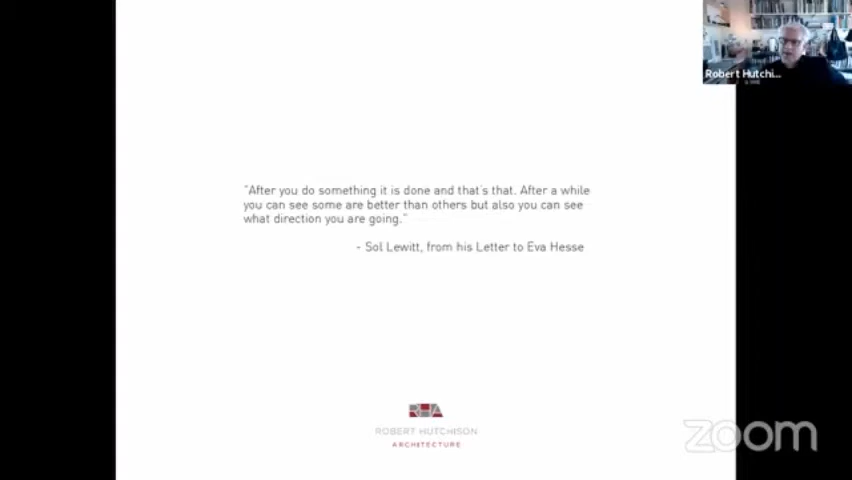 Robert Hutchi...
"After you do something it is done and that's that. After a while
you can see some are better than others but also you can see
what direction you are going."
- Sol Lewitt, from his Letter to Eva Hesse
RHA
ROBERT HUTCHISON
ARCHITECTURE
zoom